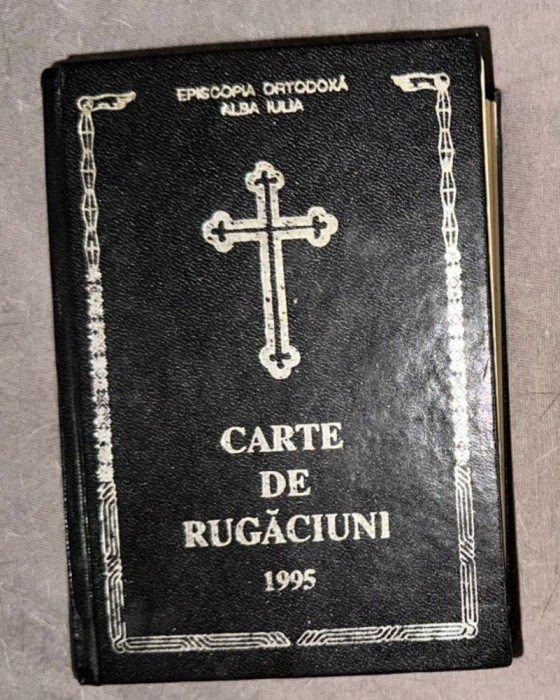 EPISCOPIA ORTODOXĂ
ALBA IULIA
CARTE
DE
RUGĂCIUNI
1995